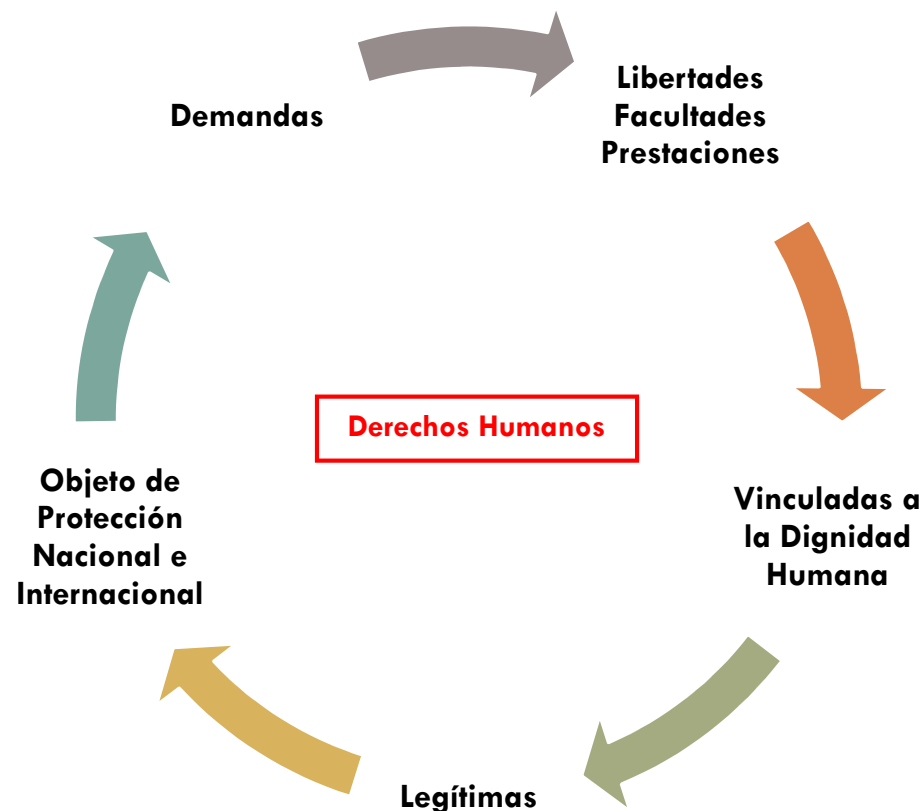 Demandas
Libertades
Facultades
Prestaciones
Vinculadas a
la Dignidad
Humana
Legítimas
Objeto de
Protección
Nacional e
Internacional
Derechos Humanos